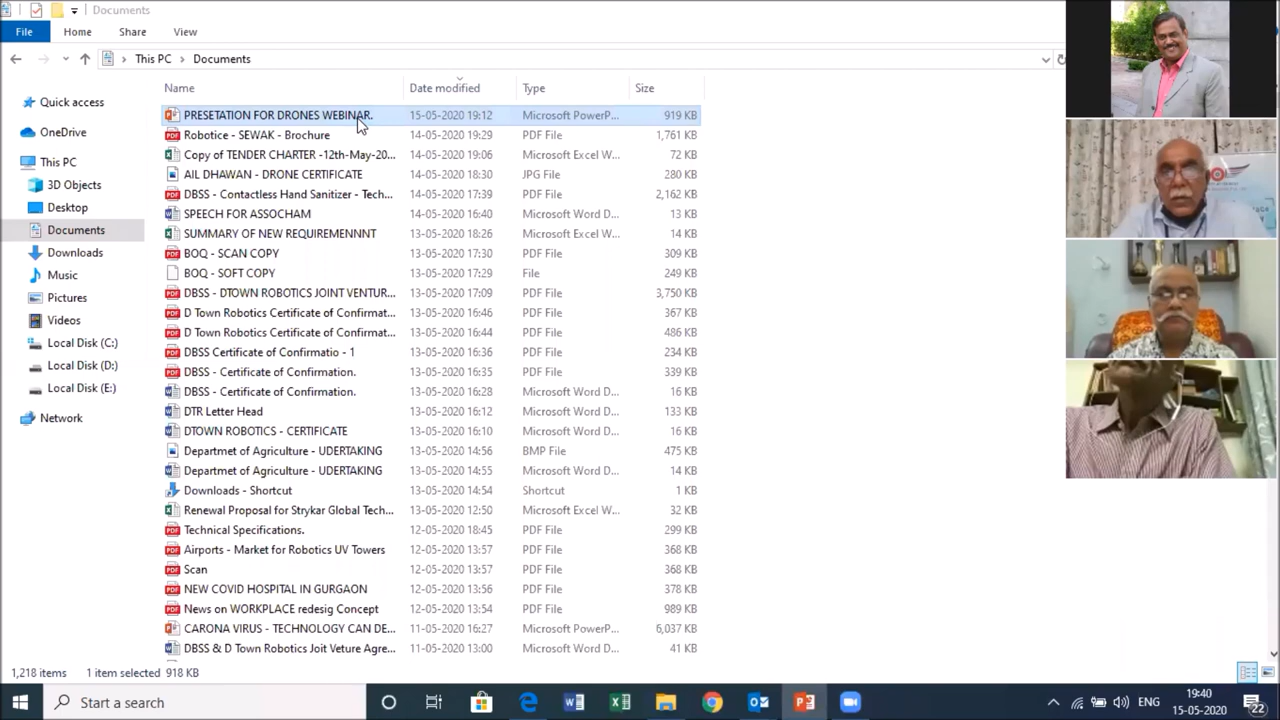 Documents
File Home Share View
This PC Documents
Name Date modified Type Size
Quick access
OneDrive
This PC
3D Objects
Desktop
Documents
Downloads
Music
Pictures
Videos
Local Disk (C:)
Local Disk (D:)
Local Disk (E:)
Network
PRESETATION FOR DRONES WEBINAR. 15-05-2020 19:12 Microsoft PowerP... 919 KB
Robotice - SEWAK - Brochure 14-05-2020 19:29 PDF File 1,761 KB
Copy of TENDER CHARTER -12th-May-20... 14-05-2020 19:06 Microsoft Excel W... 72 KB
AIL DHAWAN - DRONE CERTIFICATE 14-05-2020 18:30 JPG File 280 KB
DBSS - Contactless Hand Sanitizer - Tech... 14-05-2020 17:39 PDF File 2,162 KB
SPEECH FOR ASSOCHAM 14-05-2020 16:40 Microsoft Word D... 13 KB
SUMMARY OF NEW REQUIREMENNNT 13-05-2020 18:26 Microsoft Excel W... 14 KB
BOQ - SCAN COPY 13-05-2020 17:30 PDF File 309 KB
BOQ - SOFT COPY 13-05-2020 17:29 File 249 KB
DBSS - DTOWN ROBOTICS JOINT VENTUR... 13-05-2020 17:09 PDF File 3,750 KB
D Town Robotics Certificate of Confirmat... 13-05-2020 16:46 PDF File 367 KB
D Town Robotics Certificate of Confirmat... 13-05-2020 16:44 PDF File 486 KB
DBSS Certificate of Confirmatio - 1 13-05-2020 16:36 PDF File 234 KB
DBSS - Certificate of Confirmation. 13-05-2020 16:35 PDF File 339 KB
DBSS - Certificate of Confirmation. 13-05-2020 16:28 Microsoft Word D... 16 KB
DTR Letter Head 13-05-2020 16:12 Microsoft Word D... 133 KB
DTOWN ROBOTICS - CERTIFICATE 13-05-2020 16:10 Microsoft Word D... 16 KB
Departmet of Agriculture - UDERTAKING 13-05-2020 14:56 BMP File 475 KB
Departmet of Agriculture - UDERTAKING 13-05-2020 14:55 Microsoft Word D... 14 KB
Downloads - Shortcut 13-05-2020 14:54 Shortcut 1 KB
Renewal Proposal for Strykar Global Tech... 13-05-2020 12:50 Microsoft Excel W... 32 KB
Technical Specifications. 12-05-2020 18:45 PDF File 299 KB
Airports - Market for Robotics UV Towers 12-05-2020 13:57 PDF File 368 KB
Scan 12-05-2020 13:57 PDF File 368 KB
NEW COVID HOSPITAL IN GURGAON 12-05-2020 13:56 PDF File 378 KB
News on WORKPLACE redesig Concept 12-05-2020 13:54 PDF File 989 KB
CARONA VIRUS - TECHNOLOGY CAN DE... 11-05-2020 16:27 Microsoft PowerP... 6,037 KB
DBSS & D Town Robotics Joit Veture Agre... 11-05-2020 13:00 Microsoft Word D... 41 KB
1,218 items 1 item selected 918 KB
Start a search
ENG
19:40
15-05-2020
22